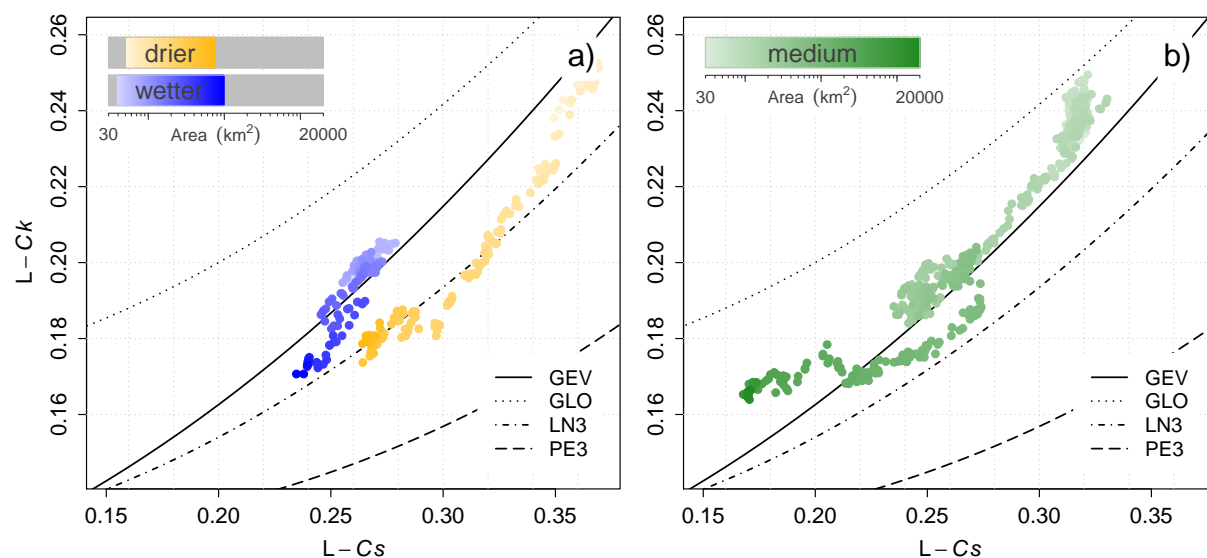 drier
wetter
30
Area (km²)
20000
a)
0.26
0.24
0.22
0.20
0.18
0.16
L−Ck
GEV
GLO
LN3
PE3
0.15
0.20
0.25
0.30
0.35
L−Cs
medium
30
Area (km²)
20000
b)
0.26
0.24
0.22
0.20
0.18
0.16
GEV
GLO
LN3
PE3
0.15
0.20
0.25
0.30
0.35
L−Cs